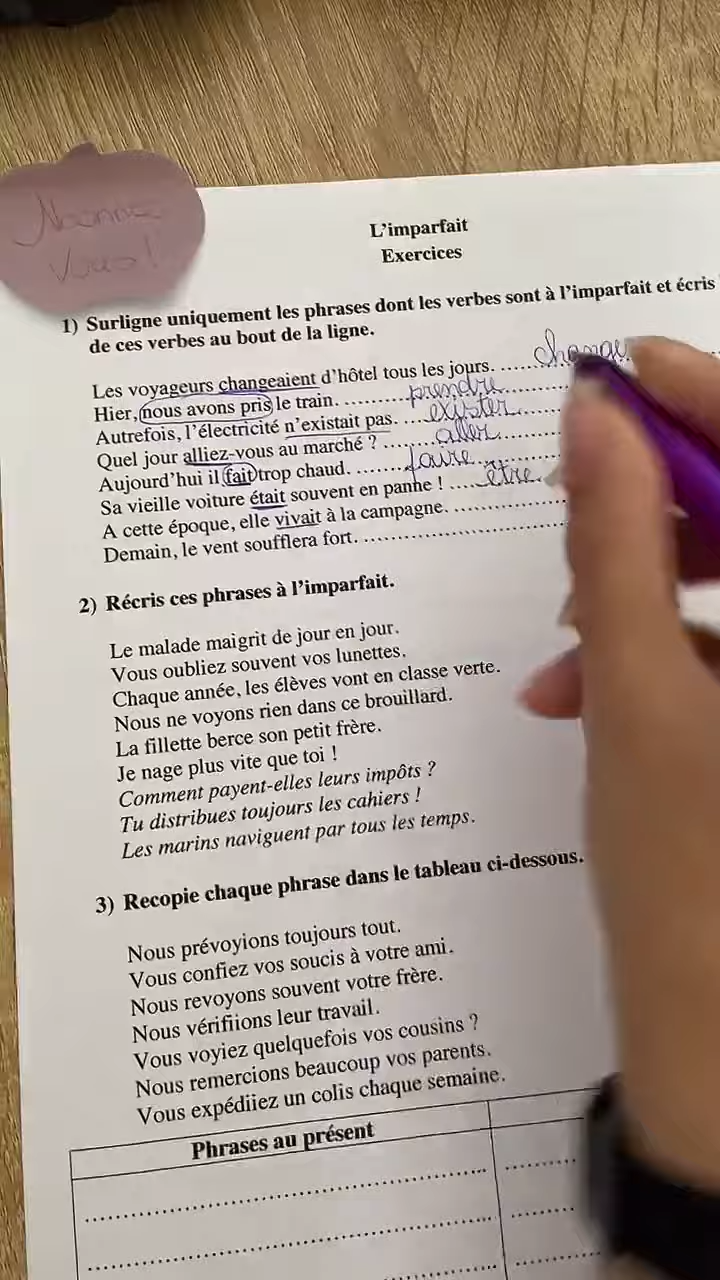 Abonnez
Vous !
L'imparfait
Exercices
1) Surligne uniquement les phrases dont les verbes sont à l'imparfait et écris
de ces verbes au bout de la ligne.
Les voyageurs changeaient d'hôtel tous les jours. ...... change
Hier, nous avons pris le train. .......... prendre ..........
Autrefois, l'électricité n'existait pas. .... exister ..........
Quel jour alliez-vous au marché ? ....... aller ..........
Aujourd'hui il fait trop chaud. ....... faire ..........
Sa vieille voiture était souvent en panne ! .... être ....
A cette époque, elle vivait à la campagne. ....................
Demain, le vent soufflera fort. ....................
2) Récris ces phrases à l'imparfait.
Le malade maigrit de jour en jour.
Vous oubliez souvent vos lunettes.
Chaque année, les élèves vont en classe verte.
Nous ne voyons rien dans ce brouillard.
La fillette berce son petit frère.
Je nage plus vite que toi !
Comment payent-elles leurs impôts ?
Tu distribues toujours les cahiers !
Les marins naviguent par tous les temps.
3) Recopie chaque phrase dans le tableau ci-dessous.
Nous prévoyions toujours tout.
Vous confiez vos soucis à votre ami.
Nous revoyons souvent votre frère.
Nous vérifiions leur travail.
Vous voyiez quelquefois vos cousins ?
Nous remercions beaucoup vos parents.
Vous expédiiez un colis chaque semaine.
Phrases au présent